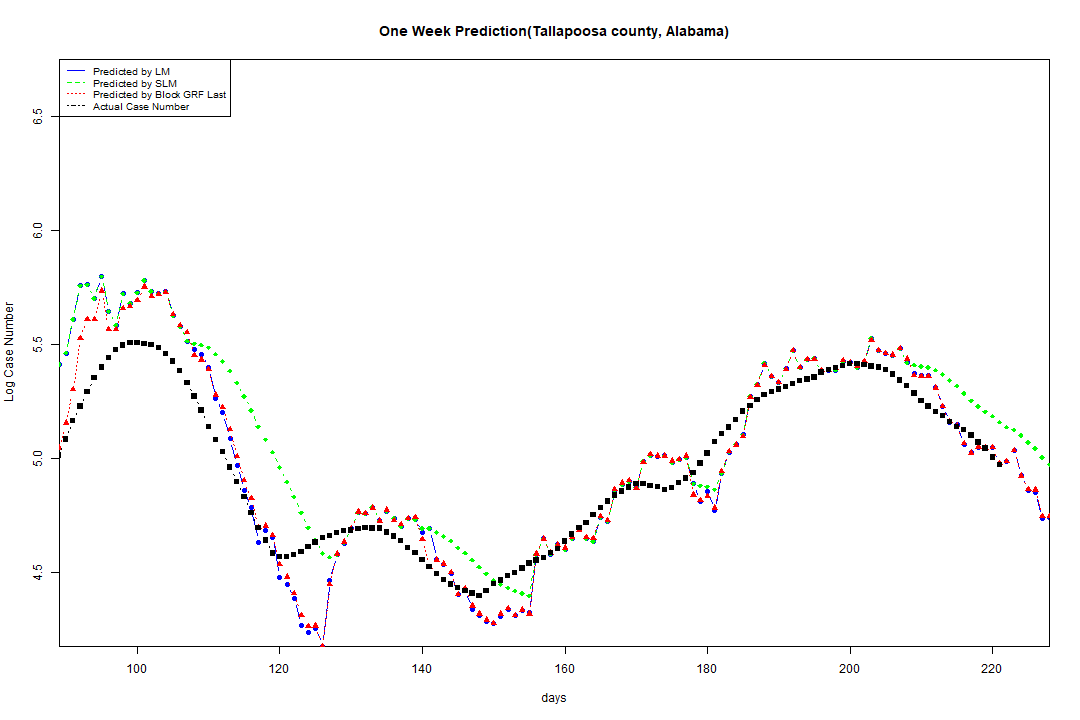 One Week Prediction(Tallapoosa county, Alabama)
Predicted by LM
Predicted by SLM
Predicted by Block GRF Last
Actual Case Number
6.5
6.0
5.5
5.0
4.5
Log Case Number
100 120 140 160 180 200 220
days